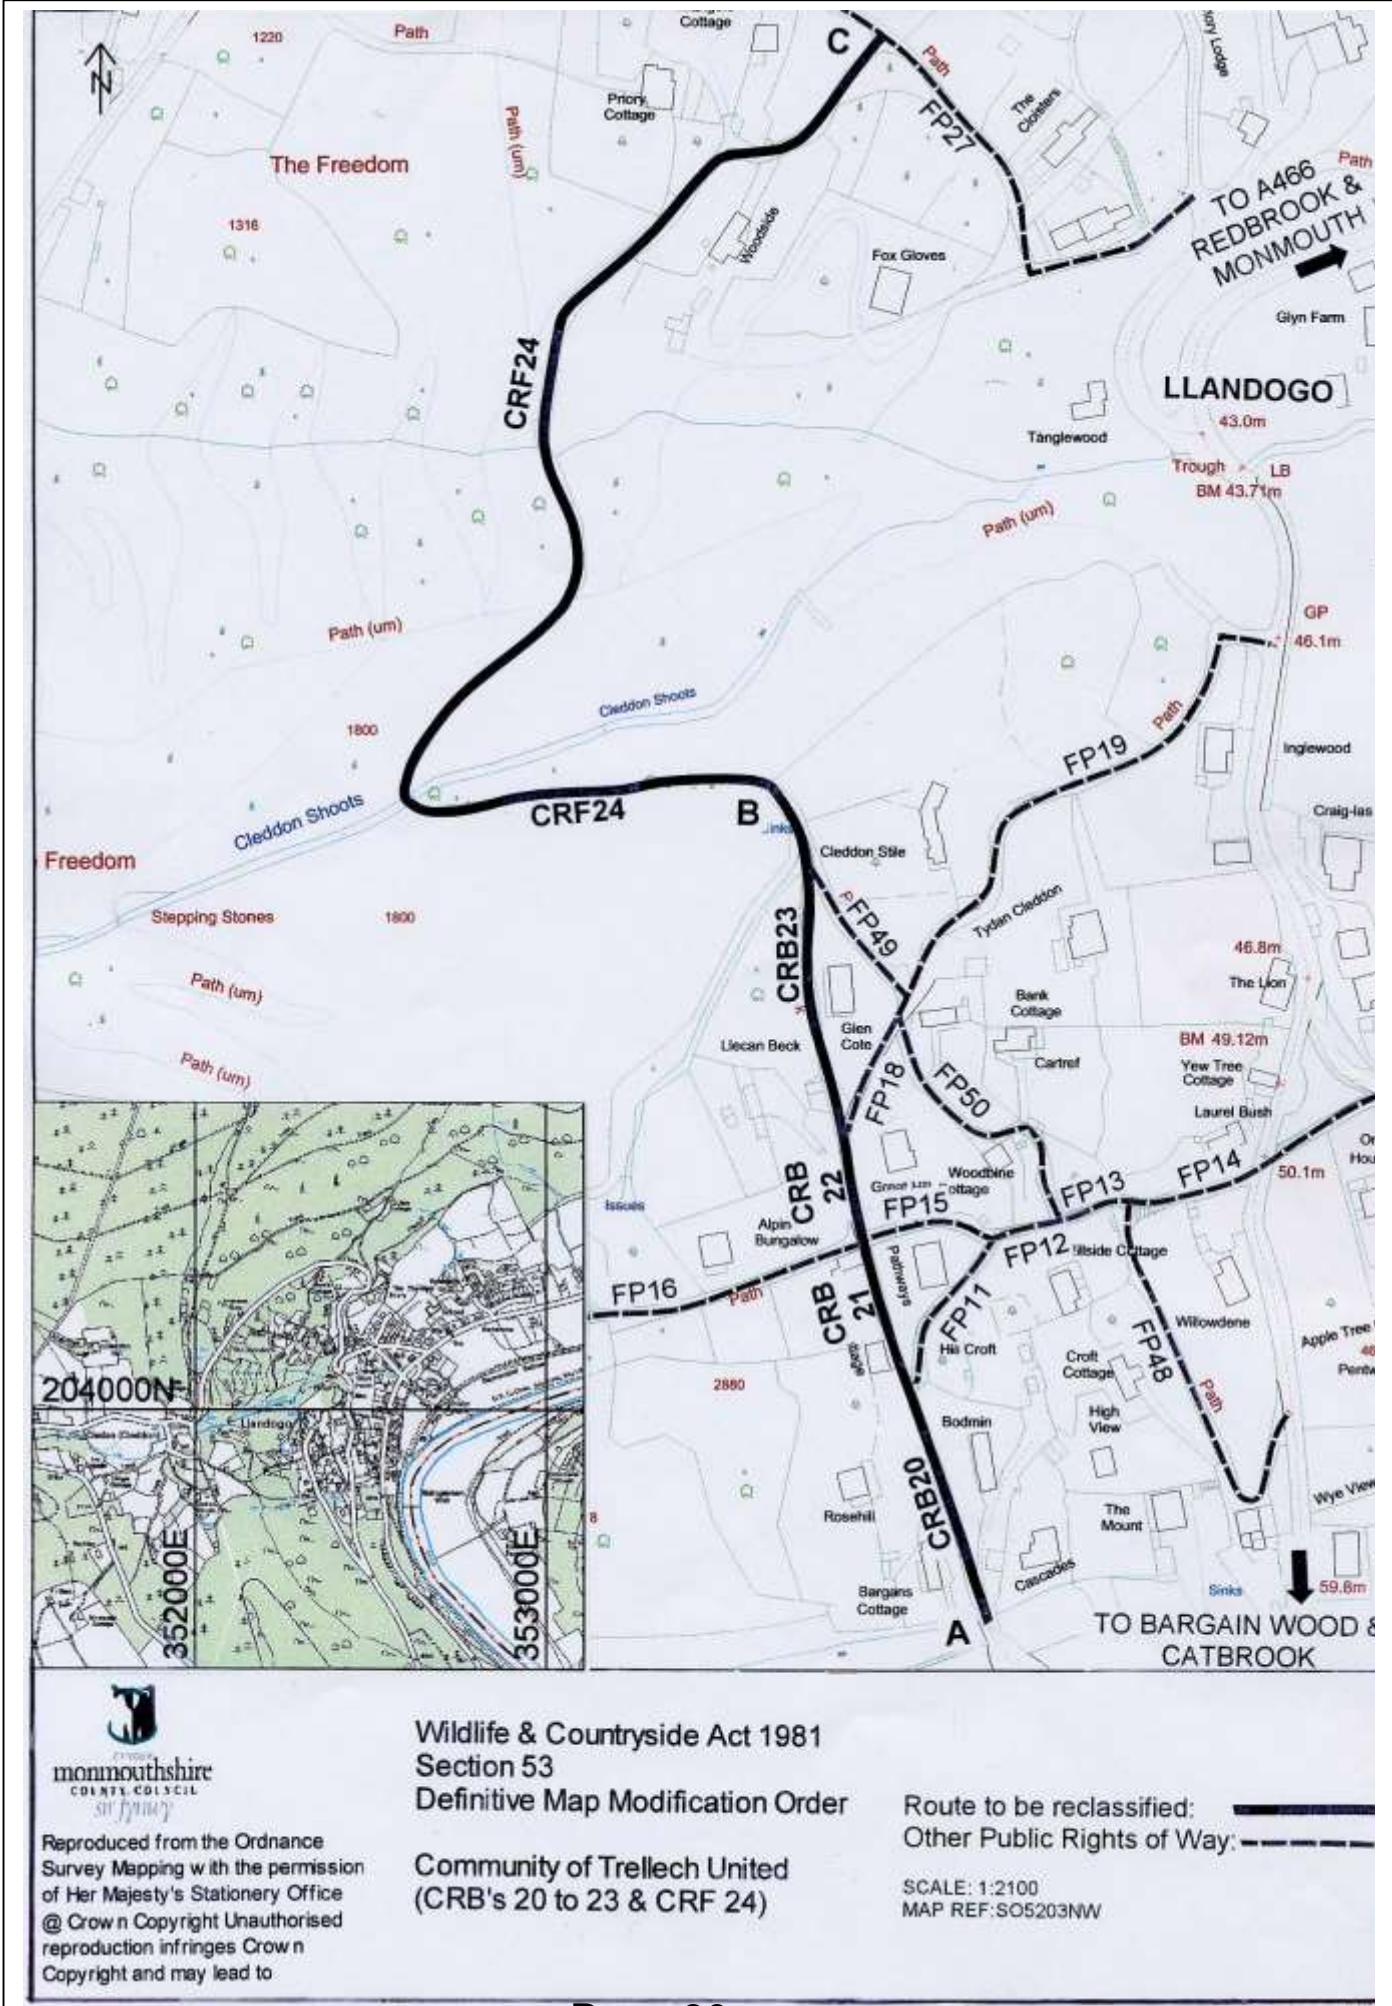 Cottage
C
Path
1220
Path
Priory
Cottage
Path (um)
The Freedom
1316
FP27
The
Cloisters
Path
TO A466
REDBROOK &
MONMOUTH
Woodside
Fox Gloves
Glyn Farm
CRF24
LLANDOGO
43.0m
Tanglewood
Trough
LB
BM 43.71m
Path (um)
Path (um)
GP
46.1m
Cleddon Shoots
Path
1800
FP19
Inglewood
Cleddon Shoots
CRF24
B
Craig-las
Cleddon Stile
Freedom
Stepping Stones
1800
Path (um)
Path (um)
CRB23
FP49
Tydan Cleddon
46.8m
The Lion
Bank
Cottage
Glen
Cote
Llecan Beck
Cartref
BM 49.12m
Yew Tree
Cottage
Laurel Bush
FP18
FP50
CRB
22
Woodbine
FP15
FP13
FP14
50.1m
Issues
Alpin
Bungalow
FP12
FP16
Path
CRB
21
FP11
Willowdene
Apple Tree
Croft
Cottage
FP48
Path
2880
Bodmin
High
View
CRB20
Rosehill
The
Mount
Wye View
Cascades
Bargans
Cottage
Sinks
59.8m
A
TO BARGAIN WOOD &
CATBROOK
204000N
Llandogo
352000E
353000E
monmouthshire
COUNTY COUNCIL
sir fynwy
Reproduced from the Ordnance
Survey Mapping with the permission
of Her Majesty's Stationery Office
@ Crown Copyright Unauthorised
reproduction infringes Crown
Copyright and may lead to
Wildlife & Countryside Act 1981
Section 53
Definitive Map Modification Order
Community of Trellech United
(CRB's 20 to 23 & CRF 24)
Route to be reclassified:
Other Public Rights of Way:
SCALE: 1:2100
MAP REF:SO5203NW